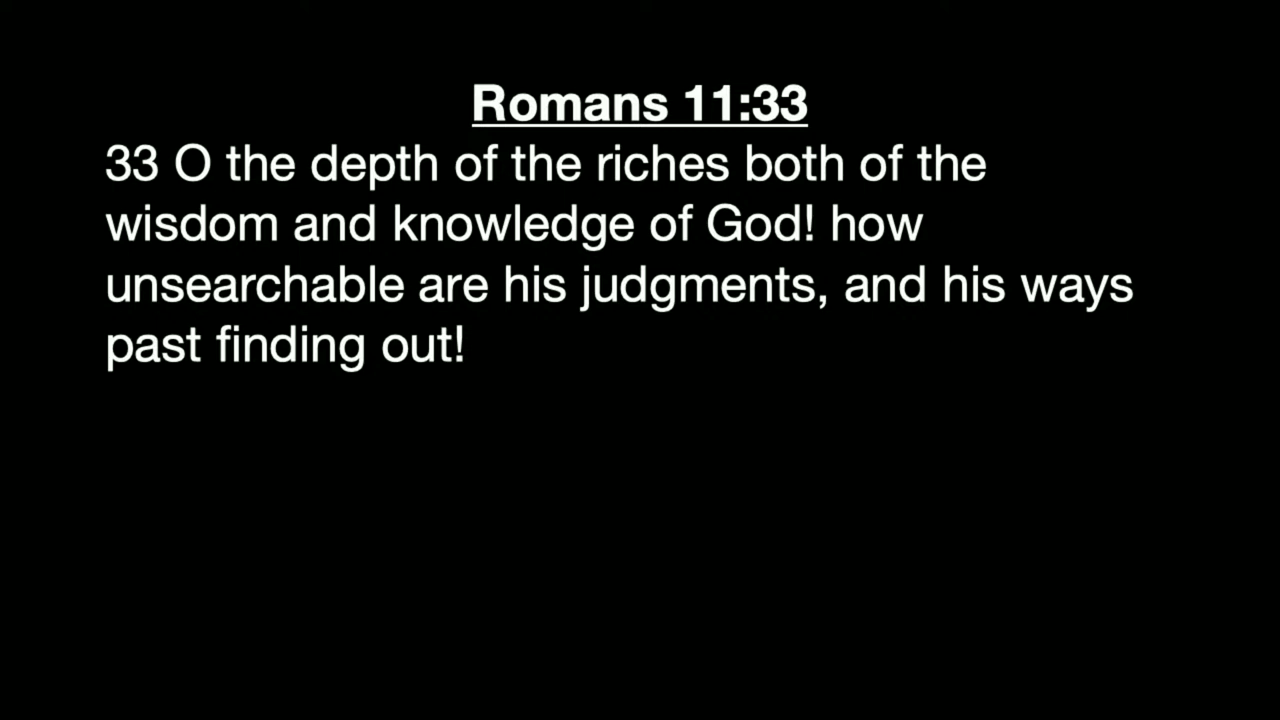 Romans 11:33
33 O the depth of the riches both of the
wisdom and knowledge of God! how
unsearchable are his judgments, and his ways
past finding out!